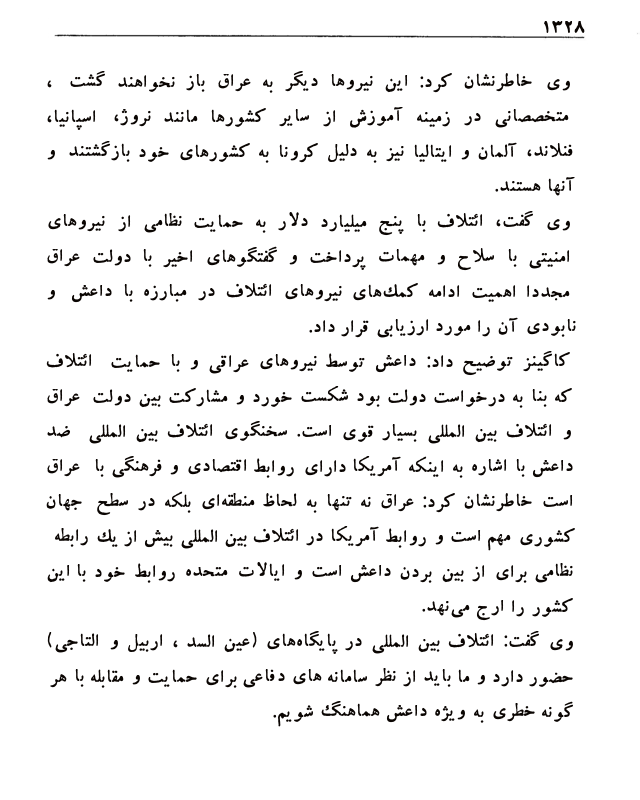 ۱۳۲۸
وی خاطرنشان کرد: این نیروها دیگر به عراق باز نخواهند گشت ،
متخصصانی در زمینه آموزش از سایر کشورها مانند نروژ، اسپانیا،
فنلاند، آلمان و ایتالیا نیز به دلیل کرونا به کشورهای خود بازگشتند و
آنها هستند.
وی گفت، ائتلاف با پنج میلیارد دلار به حمایت نظامی از نیروهای
امنیتی با سلاح و مهمات پرداخت و گفتگوهای اخیر با دولت عراق
مجددا اهمیت ادامه کمک‌های نیروهای ائتلاف در مبارزه با داعش و
نابودی آن را مورد ارزیابی قرار داد.
کاگینز توضیح داد: داعش توسط نیروهای عراقی و با حمایت ائتلاف
که بنا به درخواست دولت بود شکست خورد و مشارکت بین دولت عراق
و ائتلاف بین المللی بسیار قوی است. سخنگوی ائتلاف بین المللی ضد
داعش با اشاره به اینکه آمریکا دارای روابط اقتصادی و فرهنگی با عراق
است خاطرنشان کرد: عراق نه تنها به لحاظ منطقه‌ای بلکه در سطح جهان
کشوری مهم است و روابط آمریکا در ائتلاف بین المللی بیش از یک رابطه
نظامی برای از بین بردن داعش است و ایالات متحده روابط خود با این
کشور را ارج می‌نهد.
وی گفت: ائتلاف بین المللی در پایگاه‌های (عین السد ، اربیل و التاجی)
حضور دارد و ما باید از نظر سامانه های دفاعی برای حمایت و مقابله با هر
گونه خطری به ویژه داعش هماهنگ شویم.